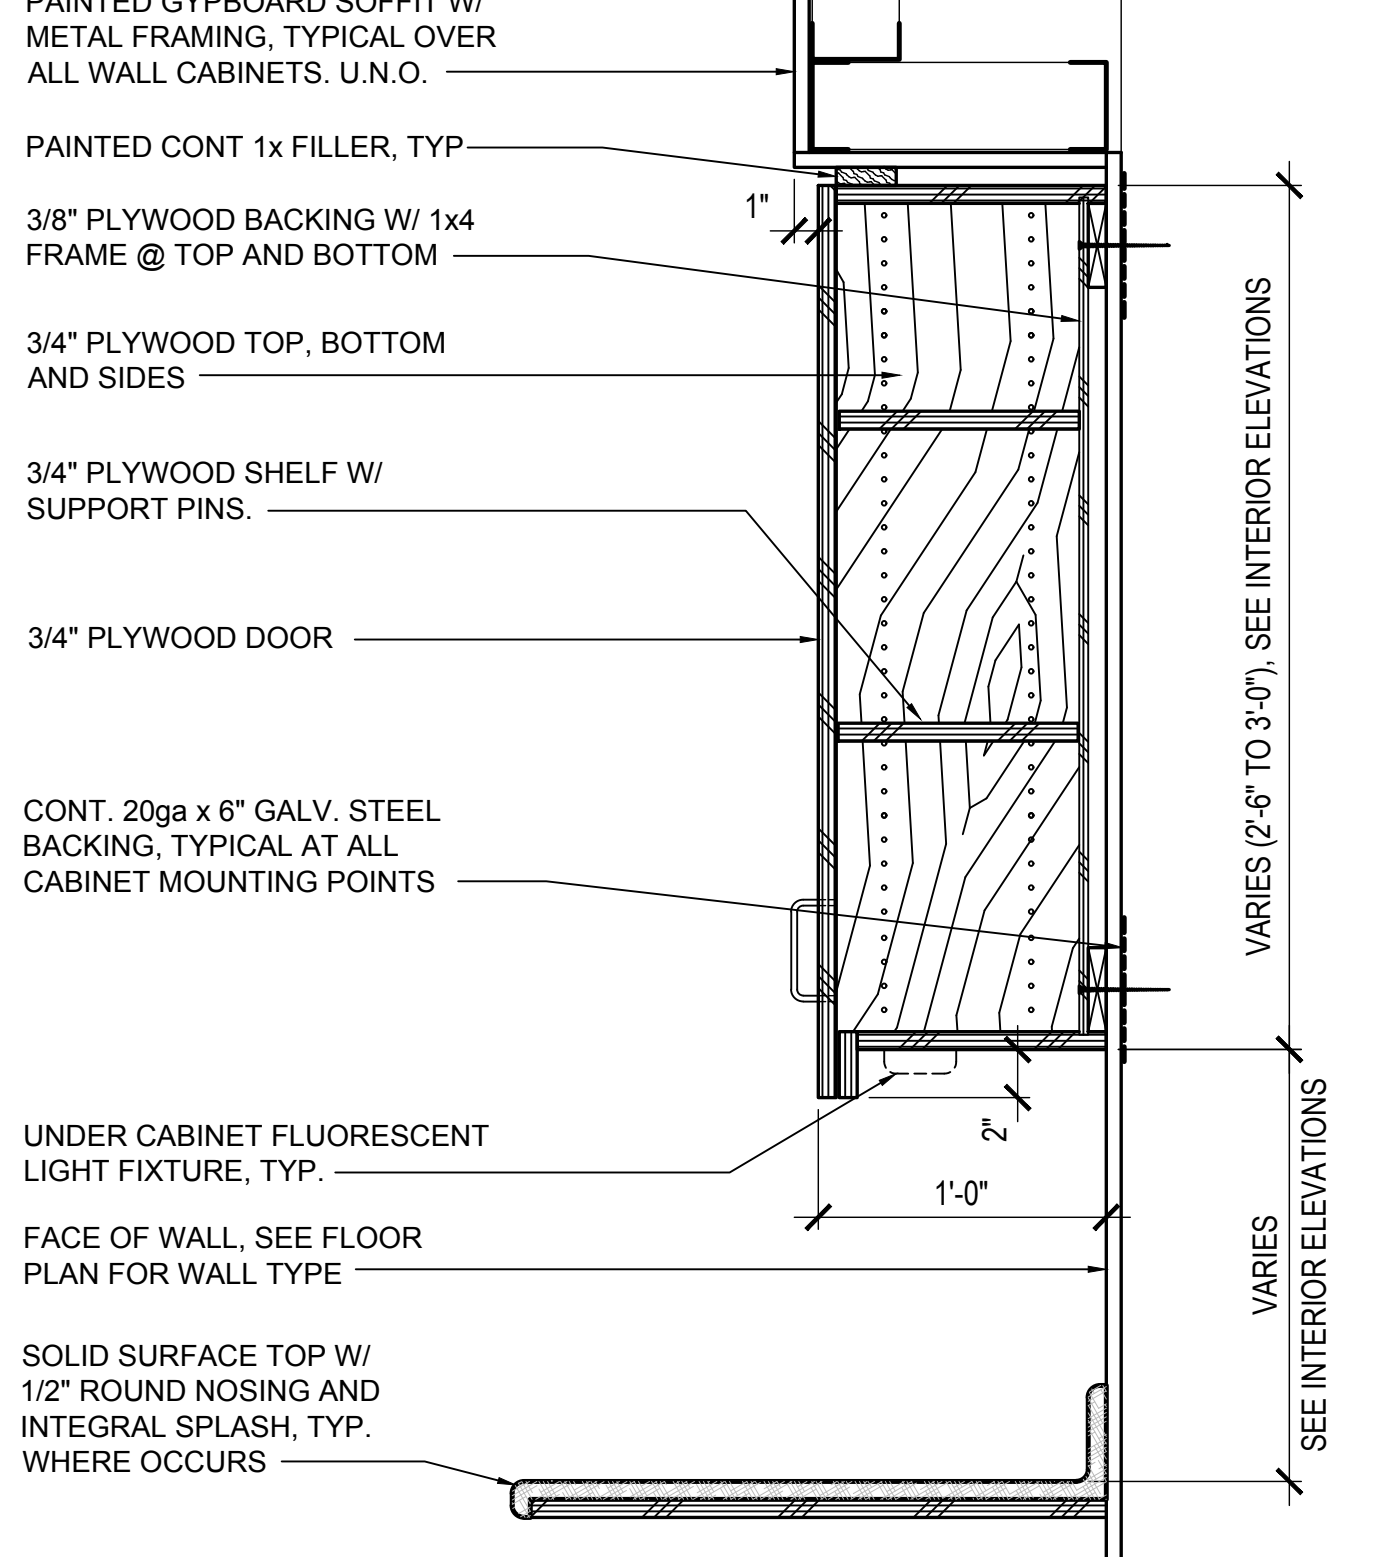 PAINTED GYPBOARD SOFFIT W/
METAL FRAMING, TYPICAL OVER
ALL WALL CABINETS. U.N.O.
PAINTED CONT 1x FILLER, TYP
1"
3/8" PLYWOOD BACKING W/ 1x4
FRAME @ TOP AND BOTTOM
3/4" PLYWOOD TOP, BOTTOM
AND SIDES
3/4" PLYWOOD SHELF W/
SUPPORT PINS.
3/4" PLYWOOD DOOR
CONT. 20ga x 6" GALV. STEEL
BACKING, TYPICAL AT ALL
CABINET MOUNTING POINTS
VARIES (2'-6" TO 3'-0"), SEE INTERIOR ELEVATIONS
UNDER CABINET FLUORESCENT
LIGHT FIXTURE, TYP.
2"
1'-0"
FACE OF WALL, SEE FLOOR
PLAN FOR WALL TYPE
VARIES
SEE INTERIOR ELEVATIONS
SOLID SURFACE TOP W/
1/2" ROUND NOSING AND
INTEGRAL SPLASH, TYP.
WHERE OCCURS